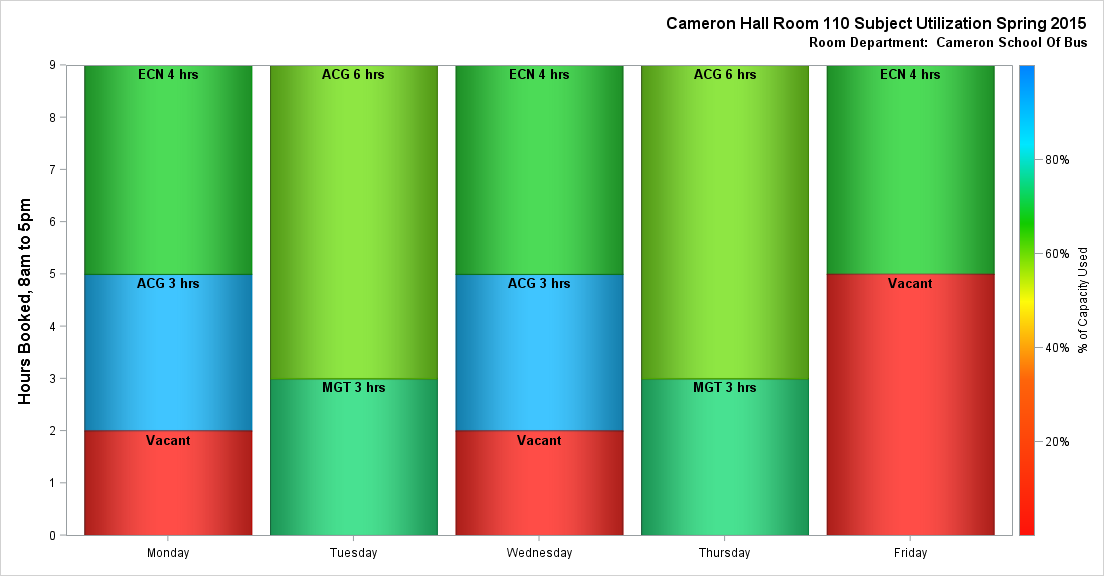 Cameron Hall Room 110 Subject Utilization Spring 2015
Room Department: Cameron School Of Bus
Hours Booked, 8am to 5pm
9
8
7
6
5
4
3
2
1
0
ECN 4 hrs
ACG 3 hrs
Vacant
ACG 6 hrs
MGT 3 hrs
ECN 4 hrs
ACG 3 hrs
Vacant
ACG 6 hrs
MGT 3 hrs
ECN 4 hrs
Vacant
Monday
Tuesday
Wednesday
Thursday
Friday
80%
60%
40%
20%
% of Capacity Used